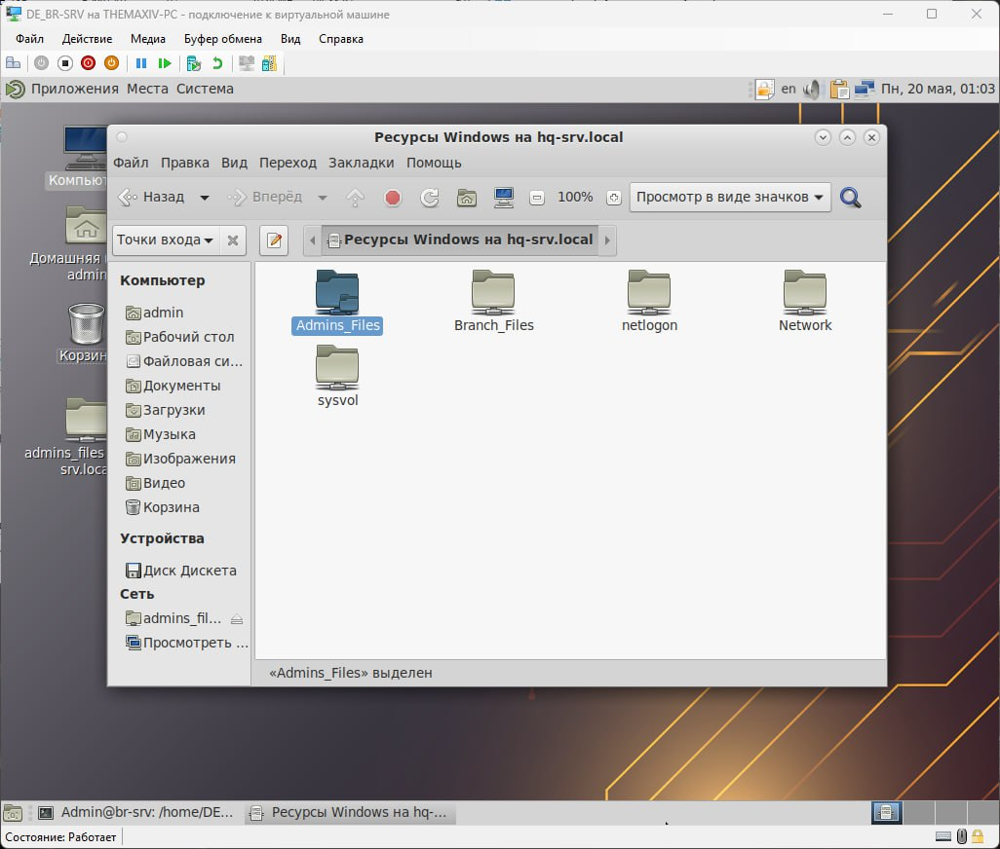 DE_BR-SRV на THEMAXIV-PC - подключение к виртуальной машине
Файл Действие Медиа Буфер обмена Вид Справка
Приложения Места Система
en
Пн, 20 мая, 01:03
Компьют
Домашняя
admin
Корзин
admins_files
srv.loca
Ресурсы Windows на hq-srv.local
Файл Правка Вид Переход Закладки Помощь
Назад Вперёд 100% Просмотр в виде значков
Точки входа Ресурсы Windows на hq-srv.local
Компьютер
admin
Рабочий стол
Файловая си...
Документы
Загрузки
Музыка
Изображения
Видео
Корзина
Устройства
Диск Дискета
Сеть
admins_fil...
Просмотреть ...
Admins_Files Branch_Files netlogon Network
sysvol
«Admins_Files» выделен
Admin@br-srv: /home/DE... Ресурсы Windows на hq-...
Состояние: Работает